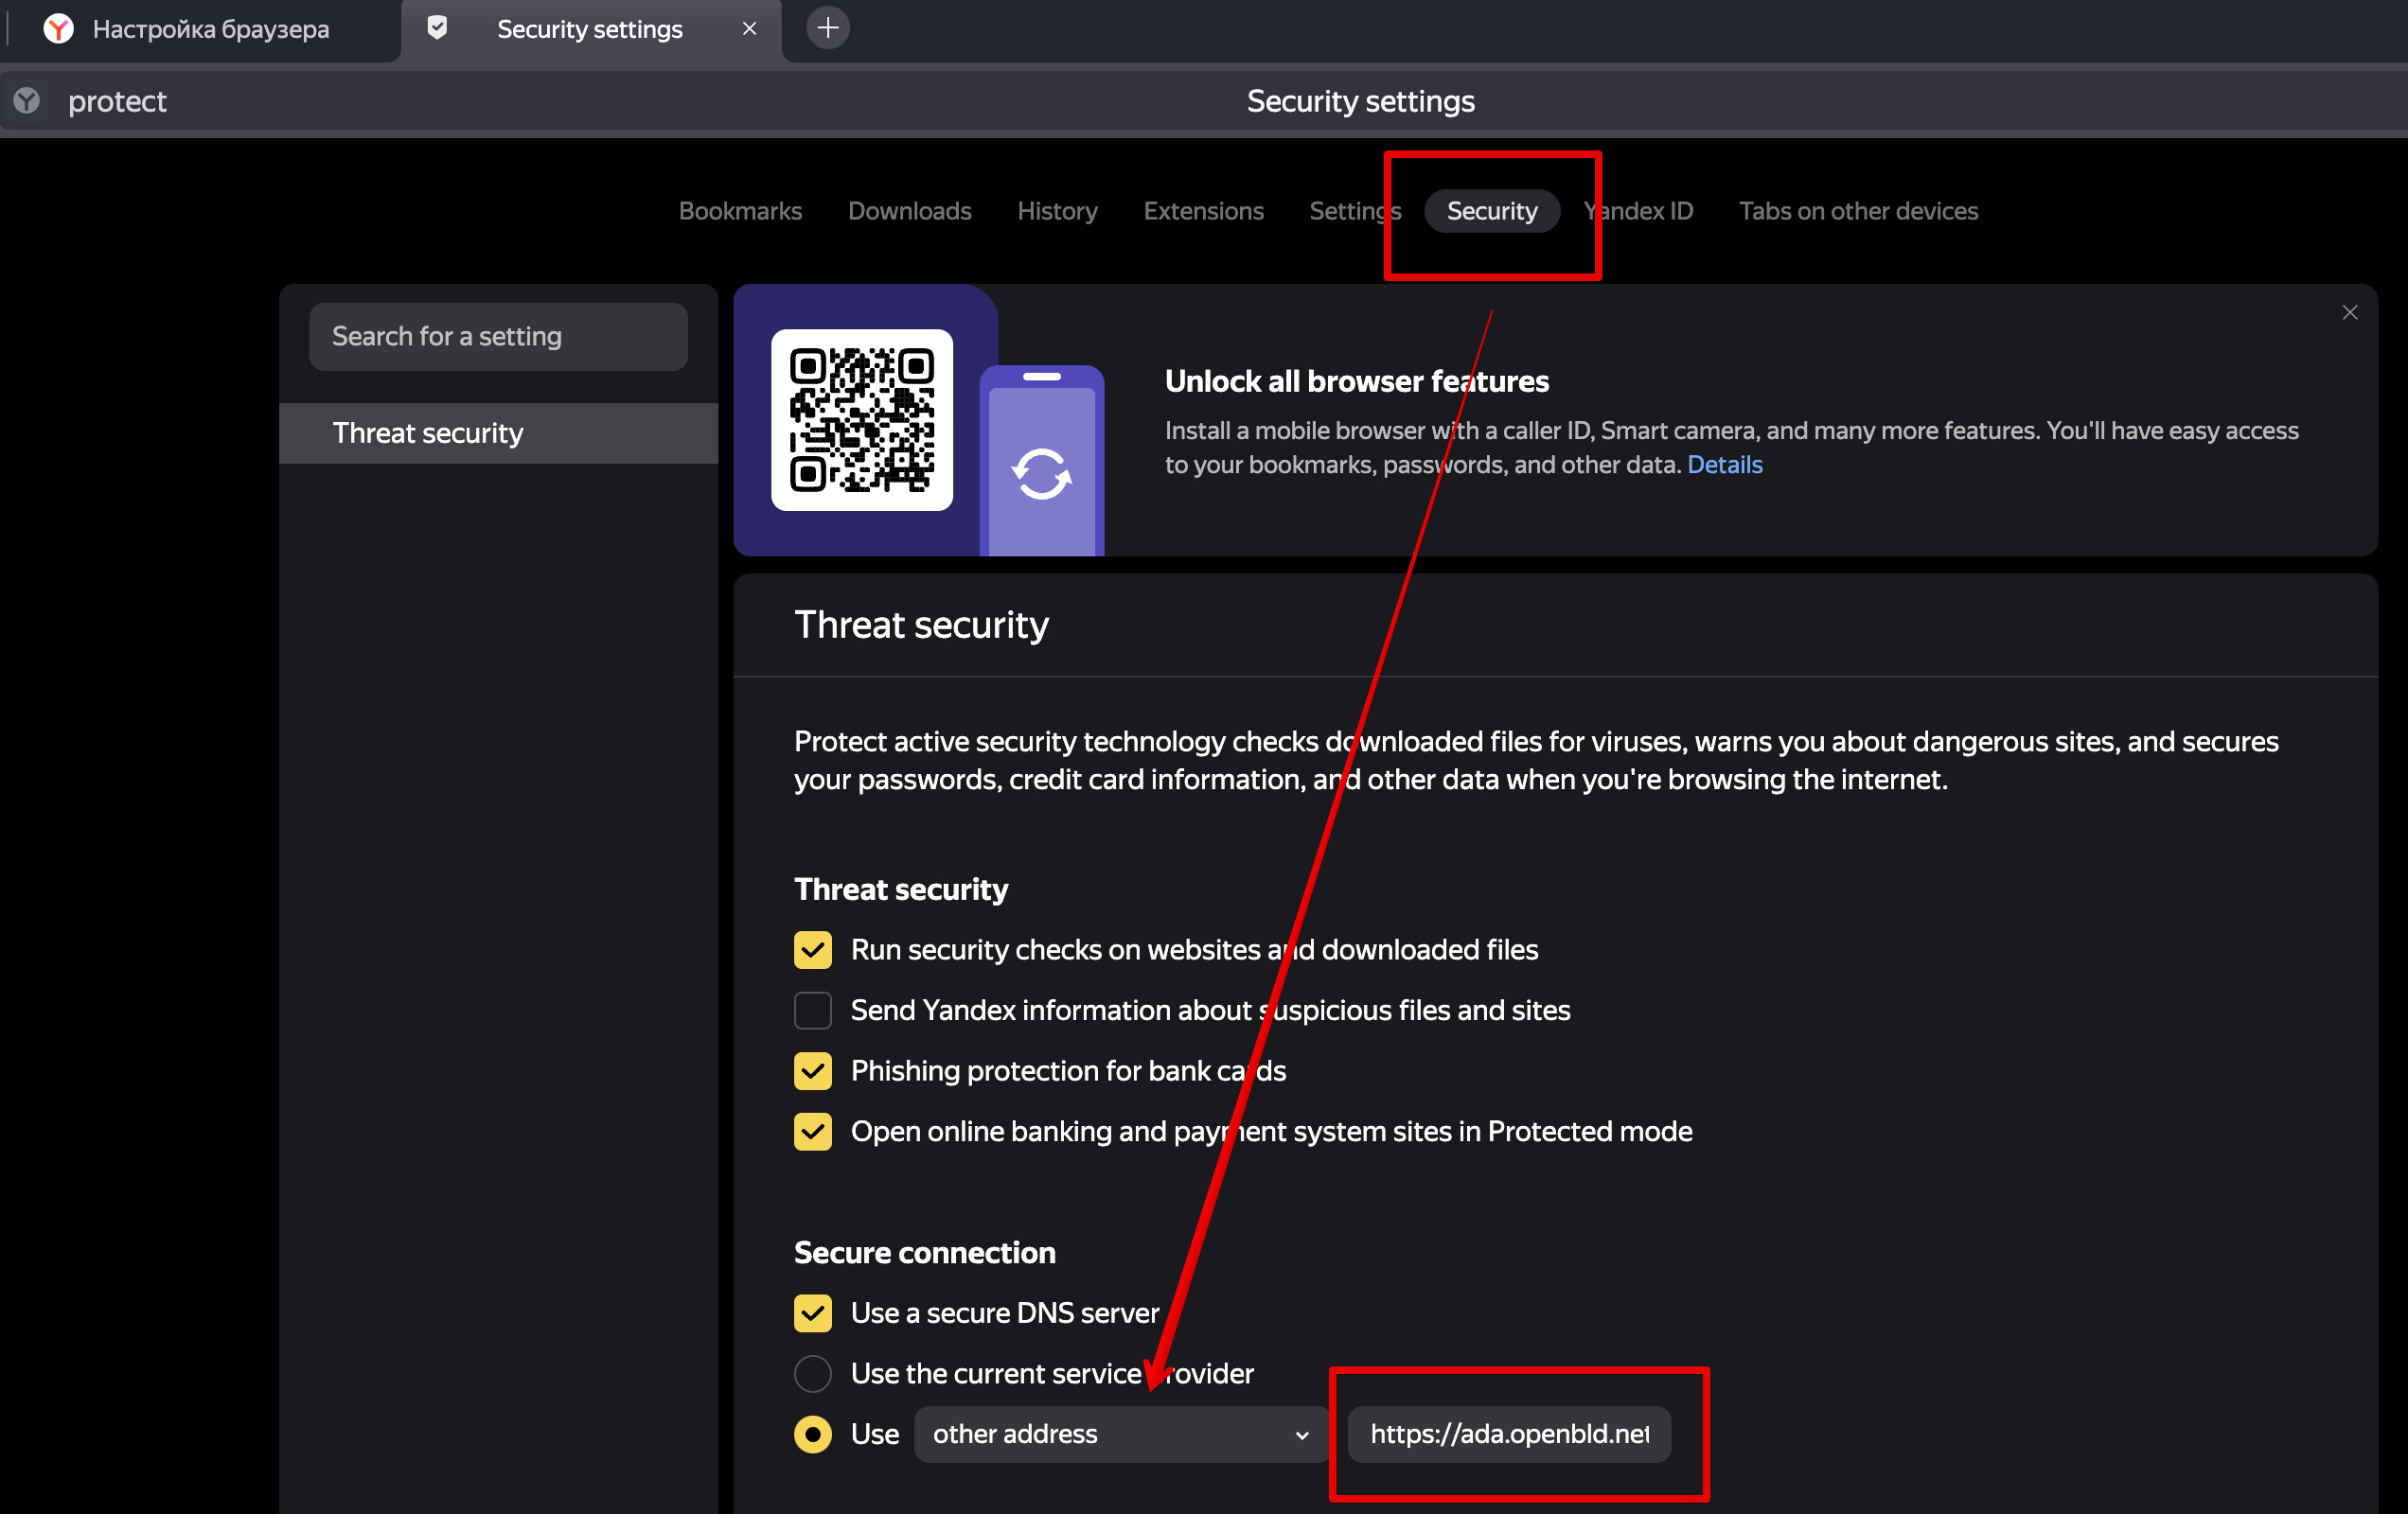 Настройка браузера
Security settings
protect
Security settings
Bookmarks Downloads History Extensions Settings Security Yandex ID Tabs on other devices
Search for a setting
Threat security
Unlock all browser features
Install a mobile browser with a caller ID, Smart camera, and many more features. You'll have easy access
to your bookmarks, passwords, and other data. Details
Threat security
Protect active security technology checks downloaded files for viruses, warns you about dangerous sites, and secures
your passwords, credit card information, and other data when you're browsing the internet.
Threat security
Run security checks on websites and downloaded files
Send Yandex information about suspicious files and sites
Phishing protection for bank cards
Open online banking and payment system sites in Protected mode
Secure connection
Use a secure DNS server
Use the current service provider
Use other address https://ada.openbld.net